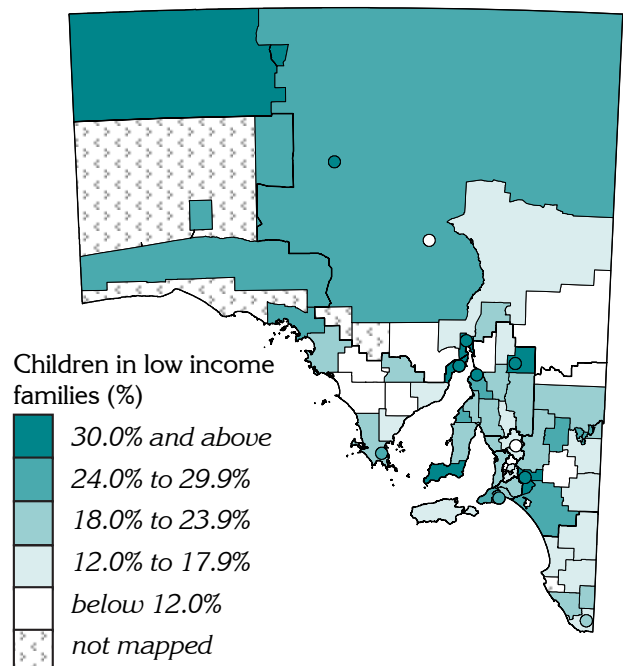 Children in low income
families (%)
30.0% and above
24.0% to 29.9%
18.0% to 23.9%
12.0% to 17.9%
below 12.0%
not mapped